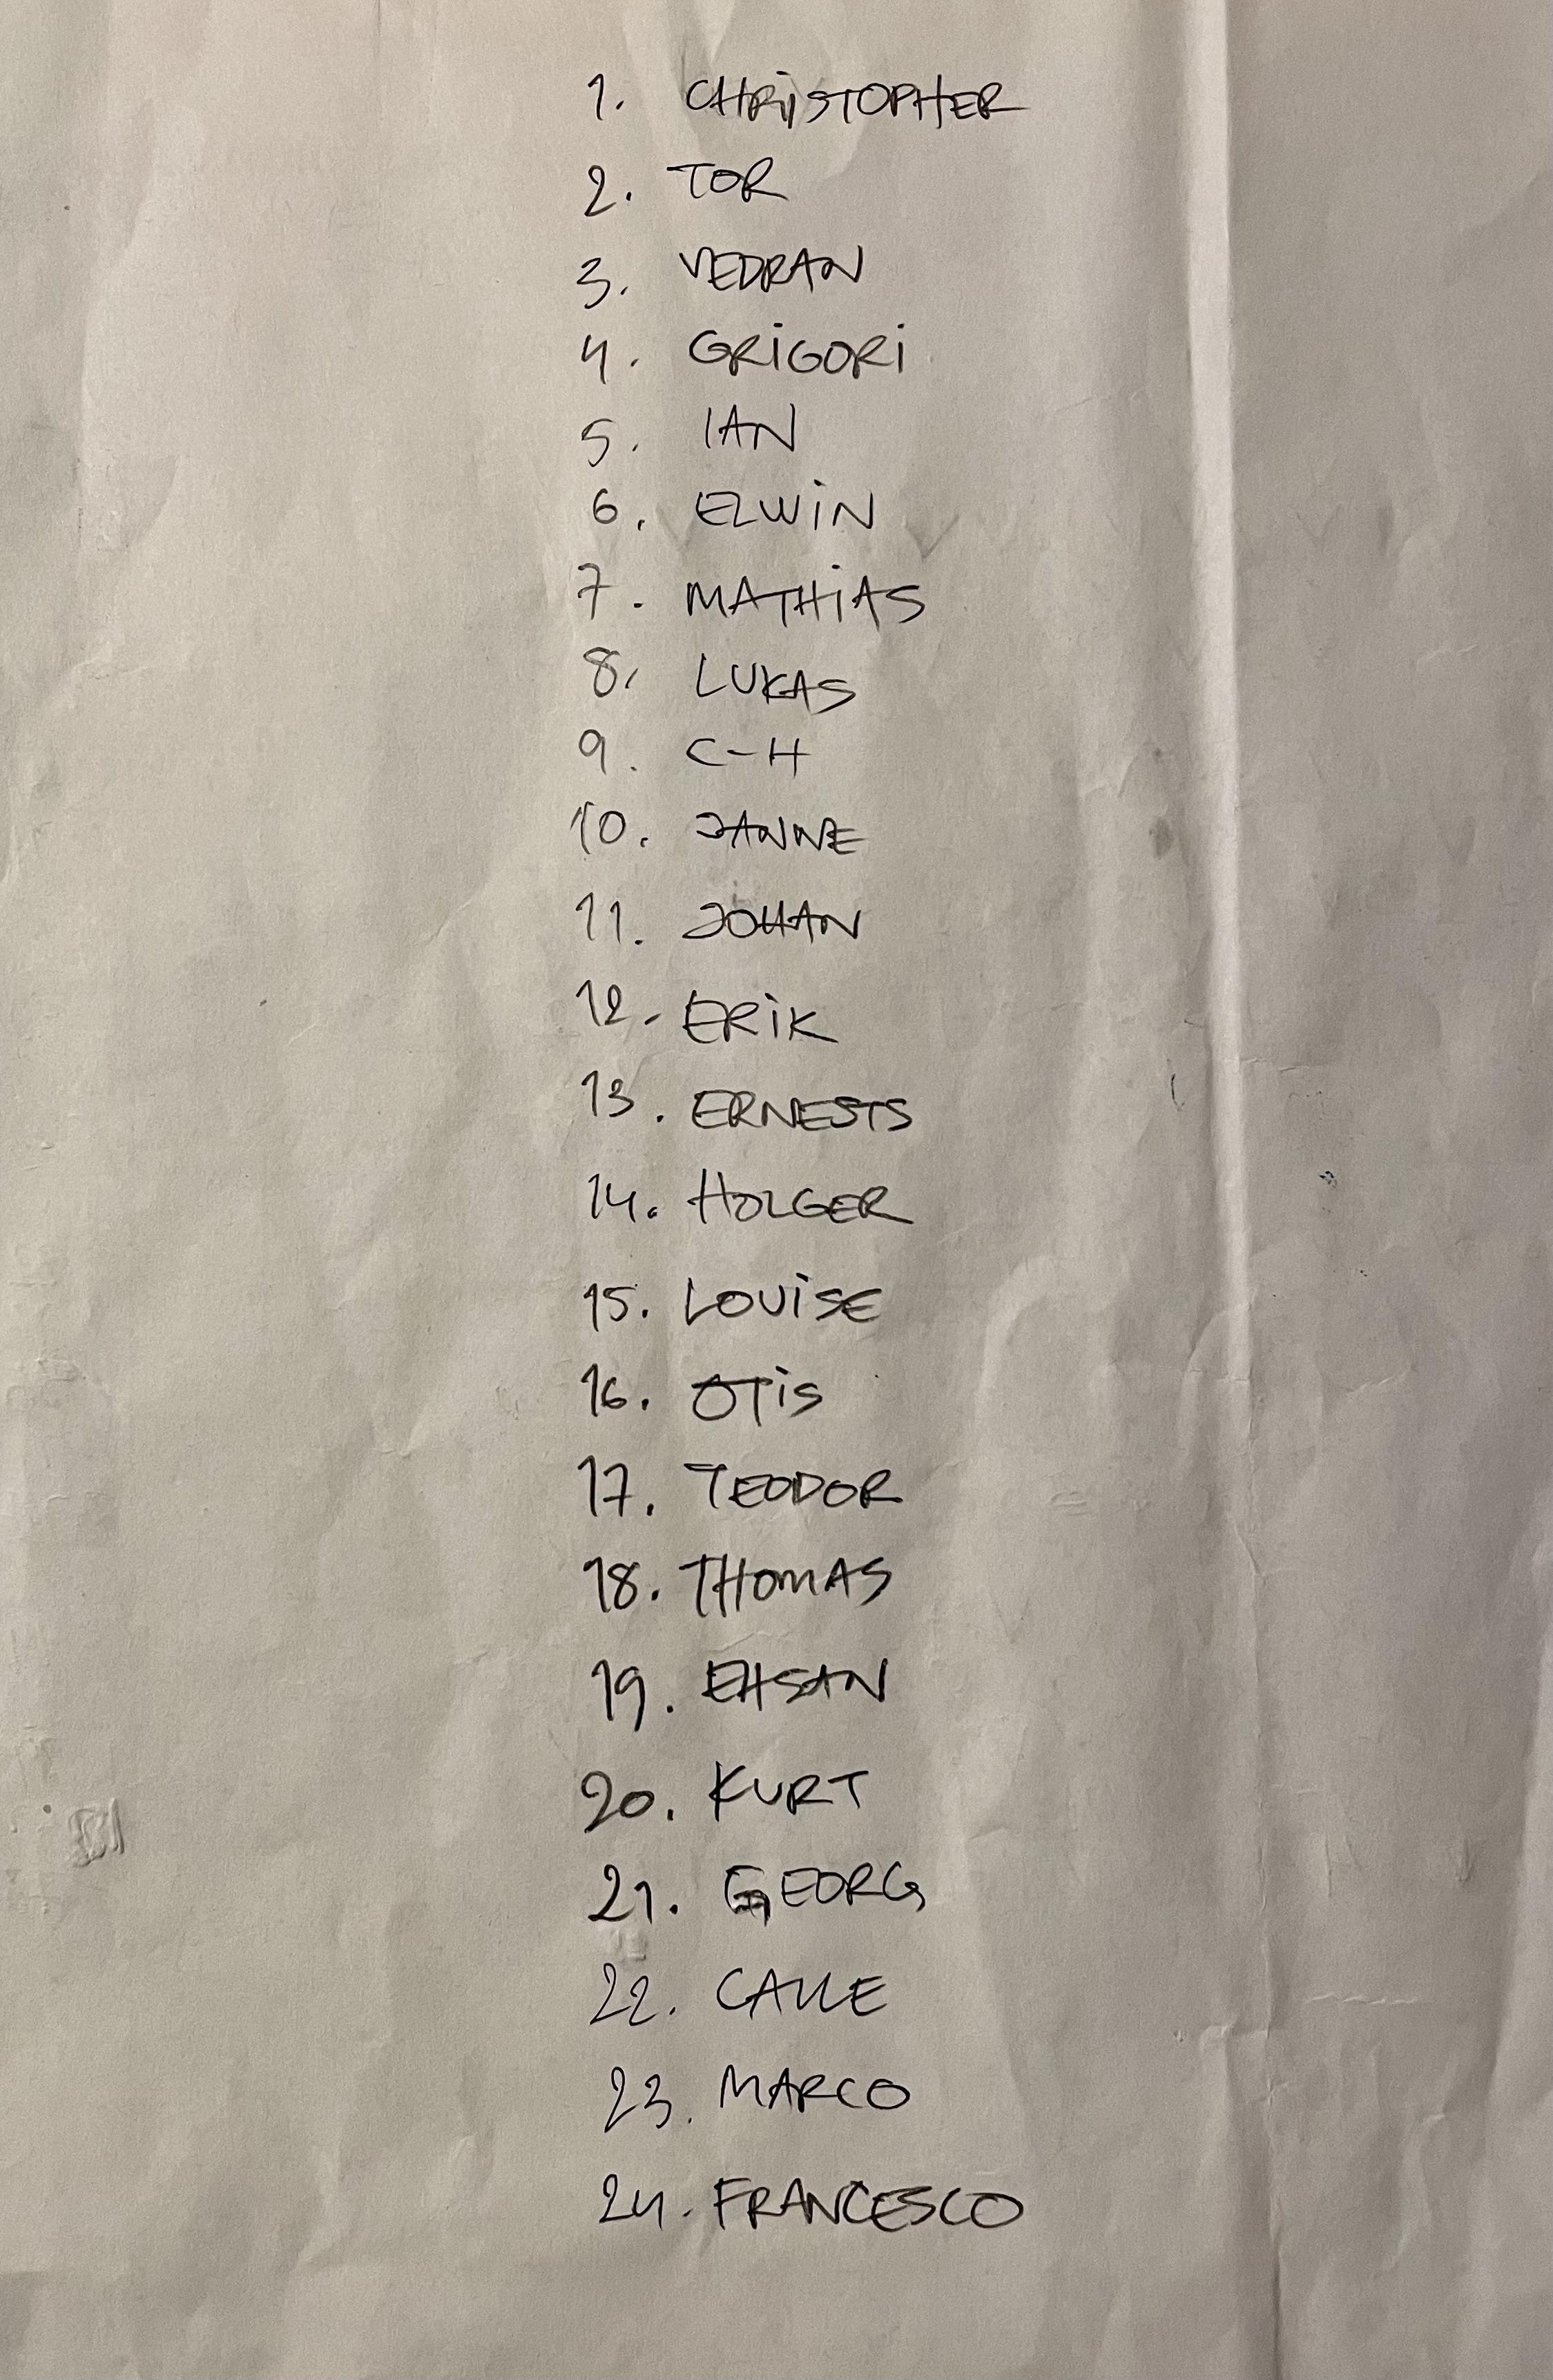 1. CHRiSTOPHER
2. TOR
3. VEDRAN
4. GRiGORi
5. IAN
6. ELWiN
7. MATHiAS
8. LUKAS
9. C-H
10. JANNE
11. JOHAN
12. ERiK
13. ERNESTS
14. HOLGER
15. LOUiSE
16. OTiS
17. TEODOR
18. THOMAS
19. EHSAN
20. KURT
21. GEORG
22. CALLE
23. MARCO
24. FRANCESCO